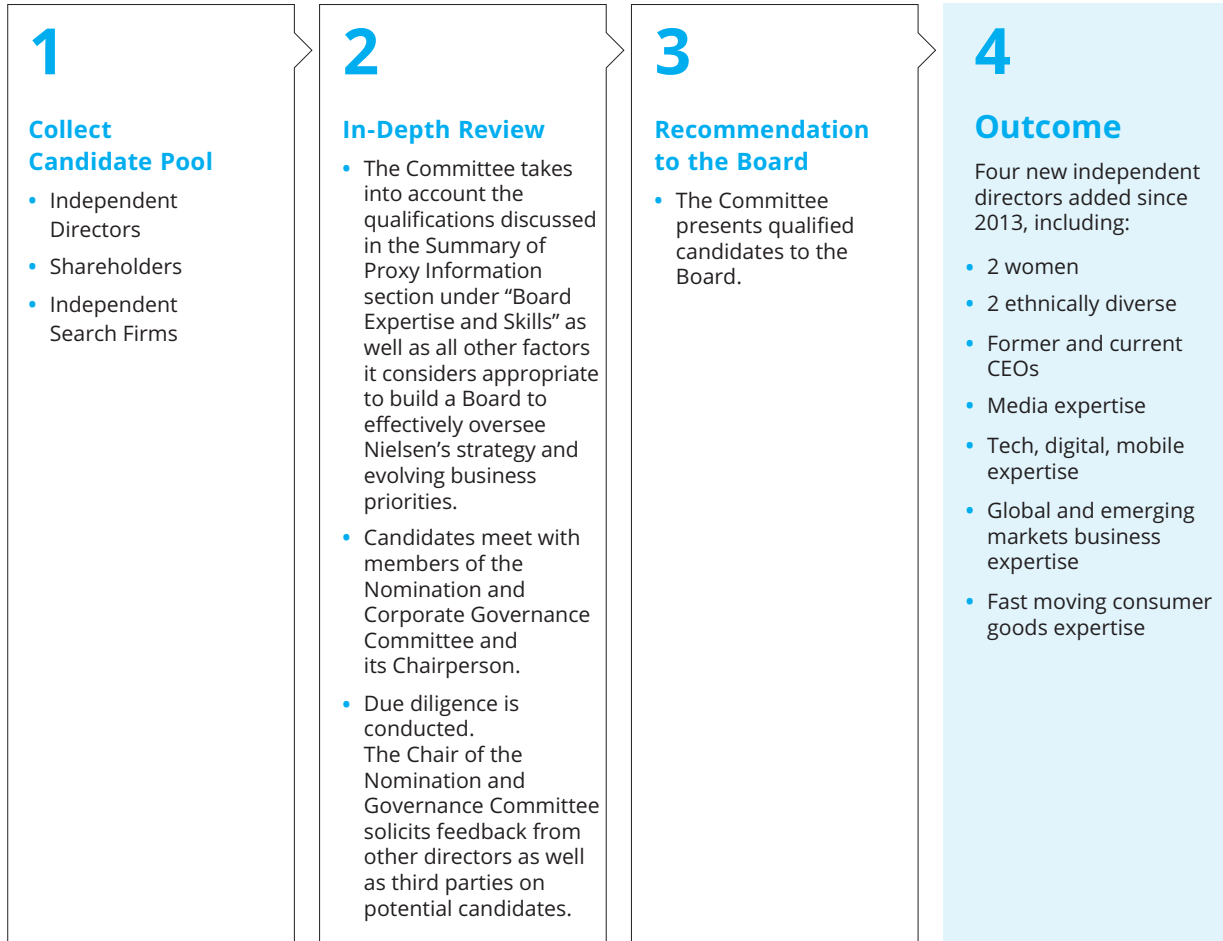 1
Collect
Candidate Pool
• Independent
Directors
• Shareholders
• Independent
Search Firms
2
In-Depth Review
• The Committee takes
into account the
qualifications discussed
in the Summary of
Proxy Information
section under “Board
Expertise and Skills” as
well as all other factors
it considers appropriate
to build a Board to
effectively oversee
Nielsen’s strategy and
evolving business
priorities.
• Candidates meet with
members of the
Nomination and
Corporate Governance
Committee and
its Chairperson.
• Due diligence is
conducted.
The Chair of the
Nomination and
Governance Committee
solicits feedback from
other directors as well
as third parties on
potential candidates.
3
Recommendation
to the Board
• The Committee
presents qualified
candidates to the
Board.
4
Outcome
Four new independent
directors added since
2013, including:
• 2 women
• 2 ethnically diverse
• Former and current
CEOs
• Media expertise
• Tech, digital, mobile
expertise
• Global and emerging
markets business
expertise
• Fast moving consumer
goods expertise